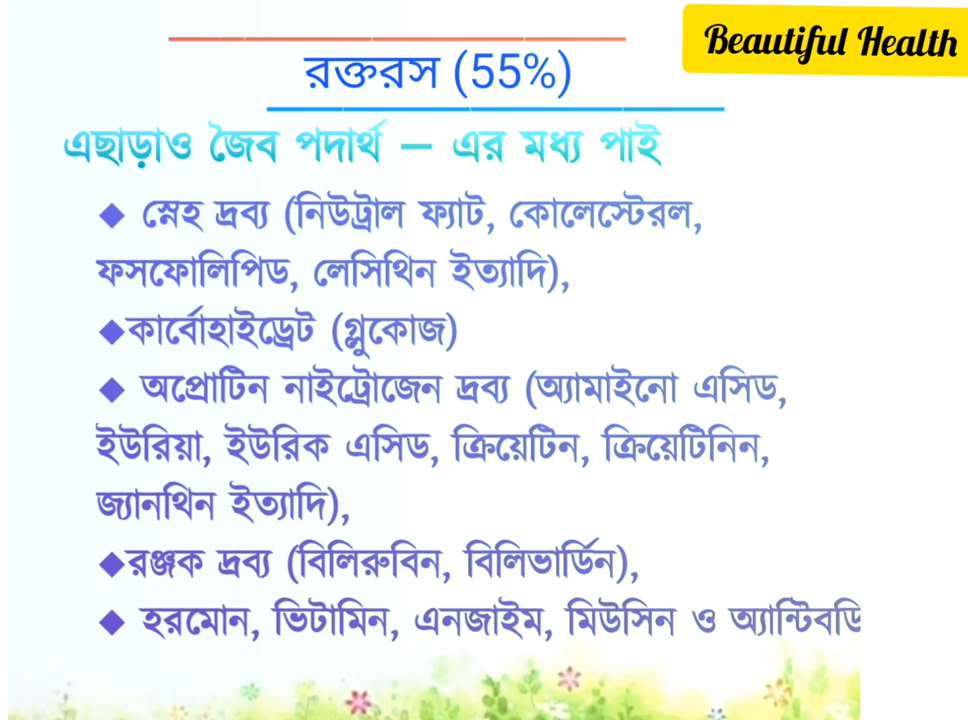 Beautiful Health
রক্তরস (55%)
এছাড়াও জৈব পদার্থ – এর মধ্য পাই
◆ স্নেহ দ্রব্য (নিউট্রাল ফ্যাট, কোলেস্টেরল,
ফসফোলিপিড, লেসিথিন ইত্যাদি),
◆কার্বোহাইড্রেট (গ্লুকোজ)
◆ অপ্রোটিন নাইট্রোজেন দ্রব্য (অ্যামাইনো এসিড,
ইউরিয়া, ইউরিক এসিড, ক্রিয়েটিন, ক্রিয়েটিনিন,
জ্যানথিন ইত্যাদি),
◆রঞ্জক দ্রব্য (বিলিরুবিন, বিলিভার্ডিন),
◆ হরমোন, ভিটামিন, এনজাইম, মিউসিন ও অ্যান্টিবডি